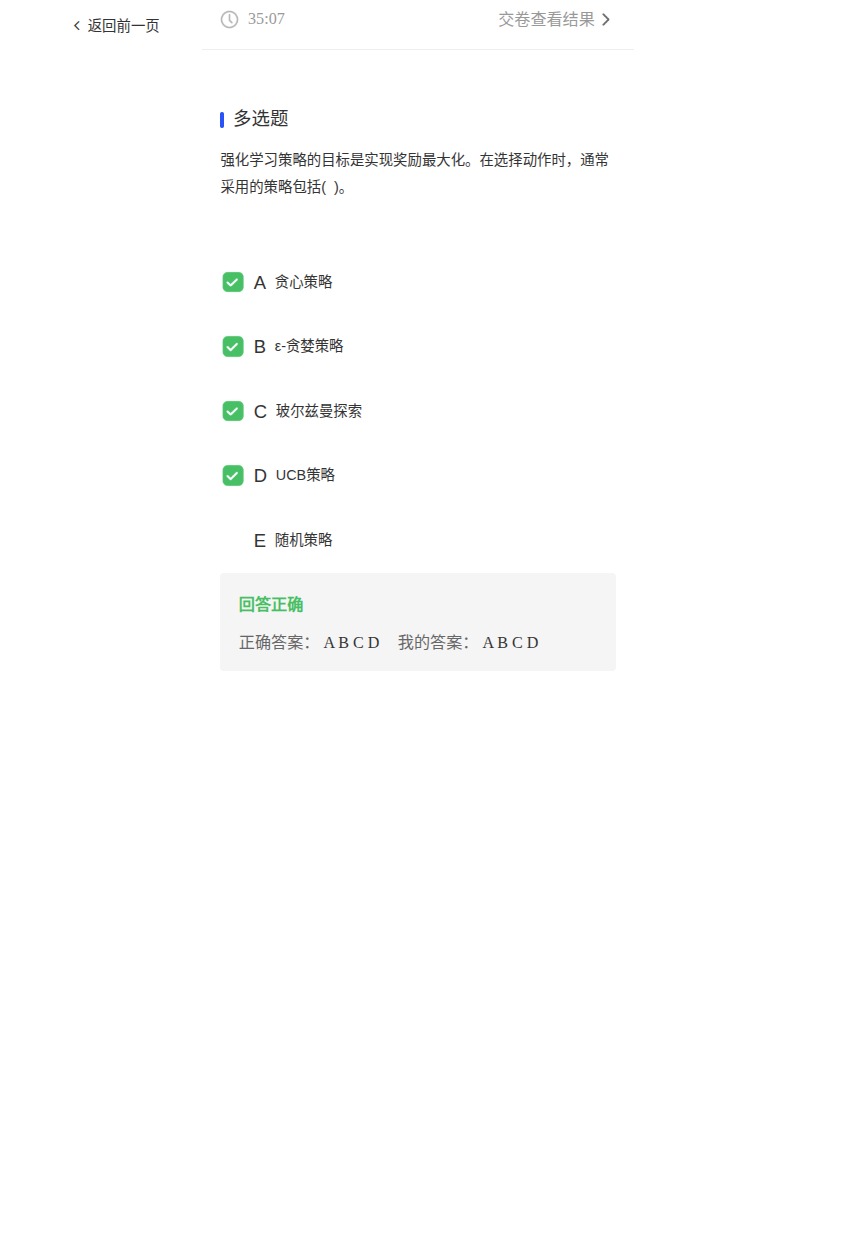 返回前一页
35:07 交卷查看结果
多选题
强化学习策略的目标是实现奖励最大化。在选择动作时，通常
采用的策略包括( )。
A 贪心策略
B ε-贪婪策略
C 玻尔兹曼探索
D UCB策略
E 随机策略
回答正确
正确答案： A B C D 我的答案： A B C D